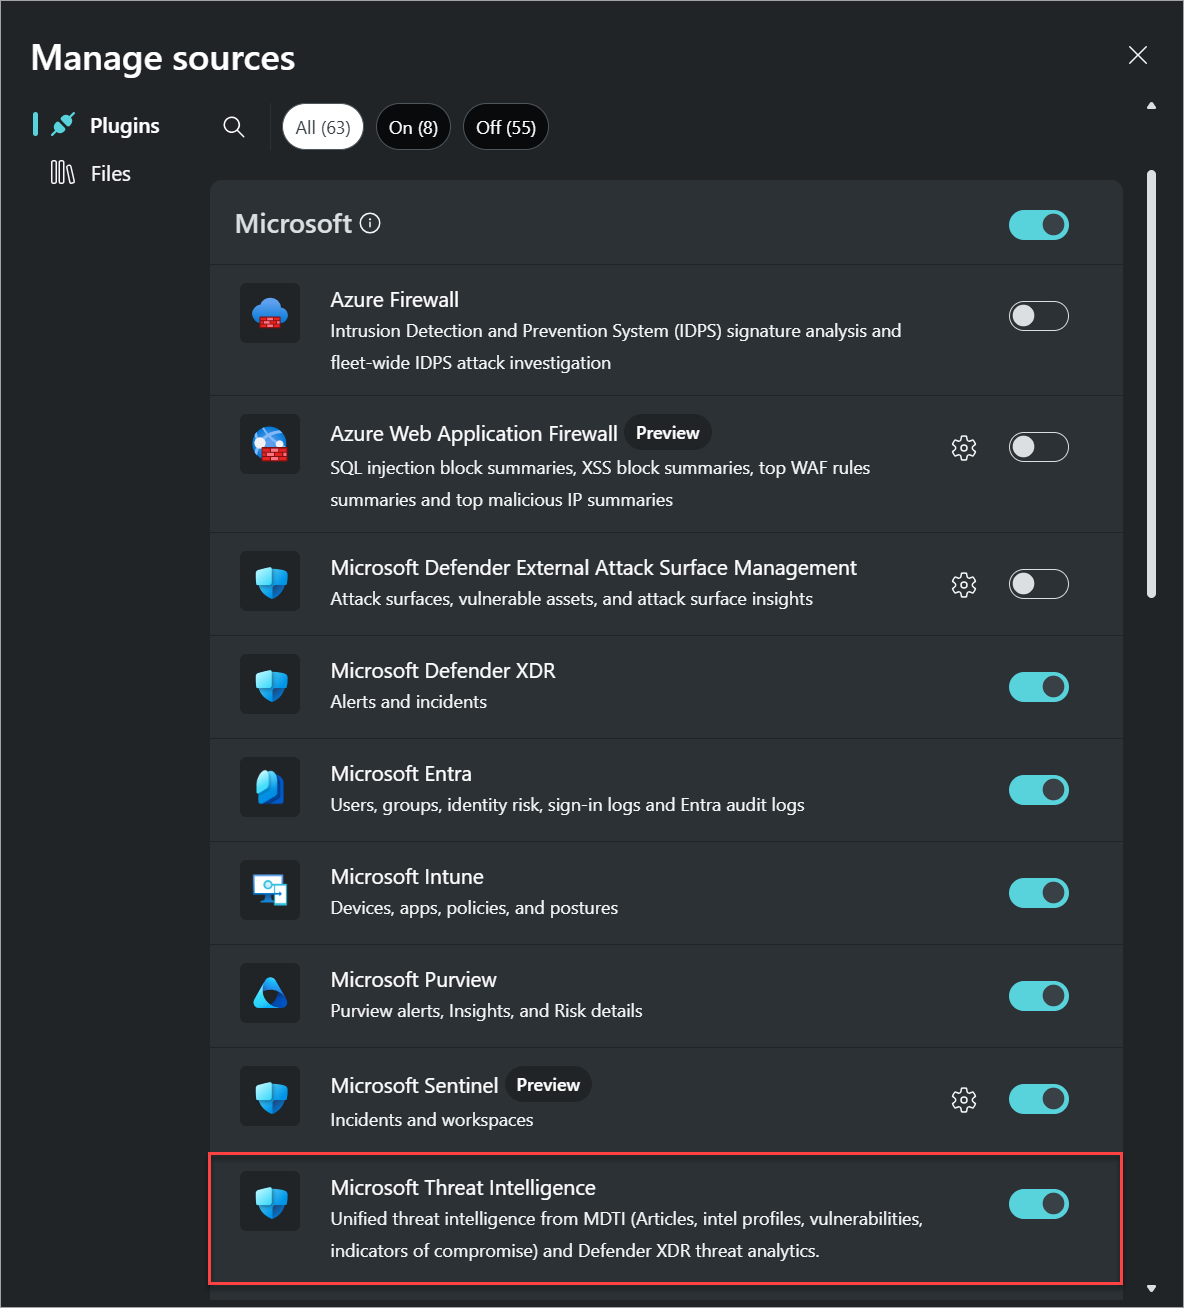 Manage sources
Plugins
Files
All (63)
On (8)
Off (55)
Microsoft
Azure Firewall
Intrusion Detection and Prevention System (IDPS) signature analysis and
fleet-wide IDPS attack investigation
Azure Web Application Firewall Preview
SQL injection block summaries, XSS block summaries, top WAF rules
summaries and top malicious IP summaries
Microsoft Defender External Attack Surface Management
Attack surfaces, vulnerable assets, and attack surface insights
Microsoft Defender XDR
Alerts and incidents
Microsoft Entra
Users, groups, identity risk, sign-in logs and Entra audit logs
Microsoft Intune
Devices, apps, policies, and postures
Microsoft Purview
Purview alerts, Insights, and Risk details
Microsoft Sentinel Preview
Incidents and workspaces
Microsoft Threat Intelligence
Unified threat intelligence from MDTI (Articles, intel profiles, vulnerabilities,
indicators of compromise) and Defender XDR threat analytics.